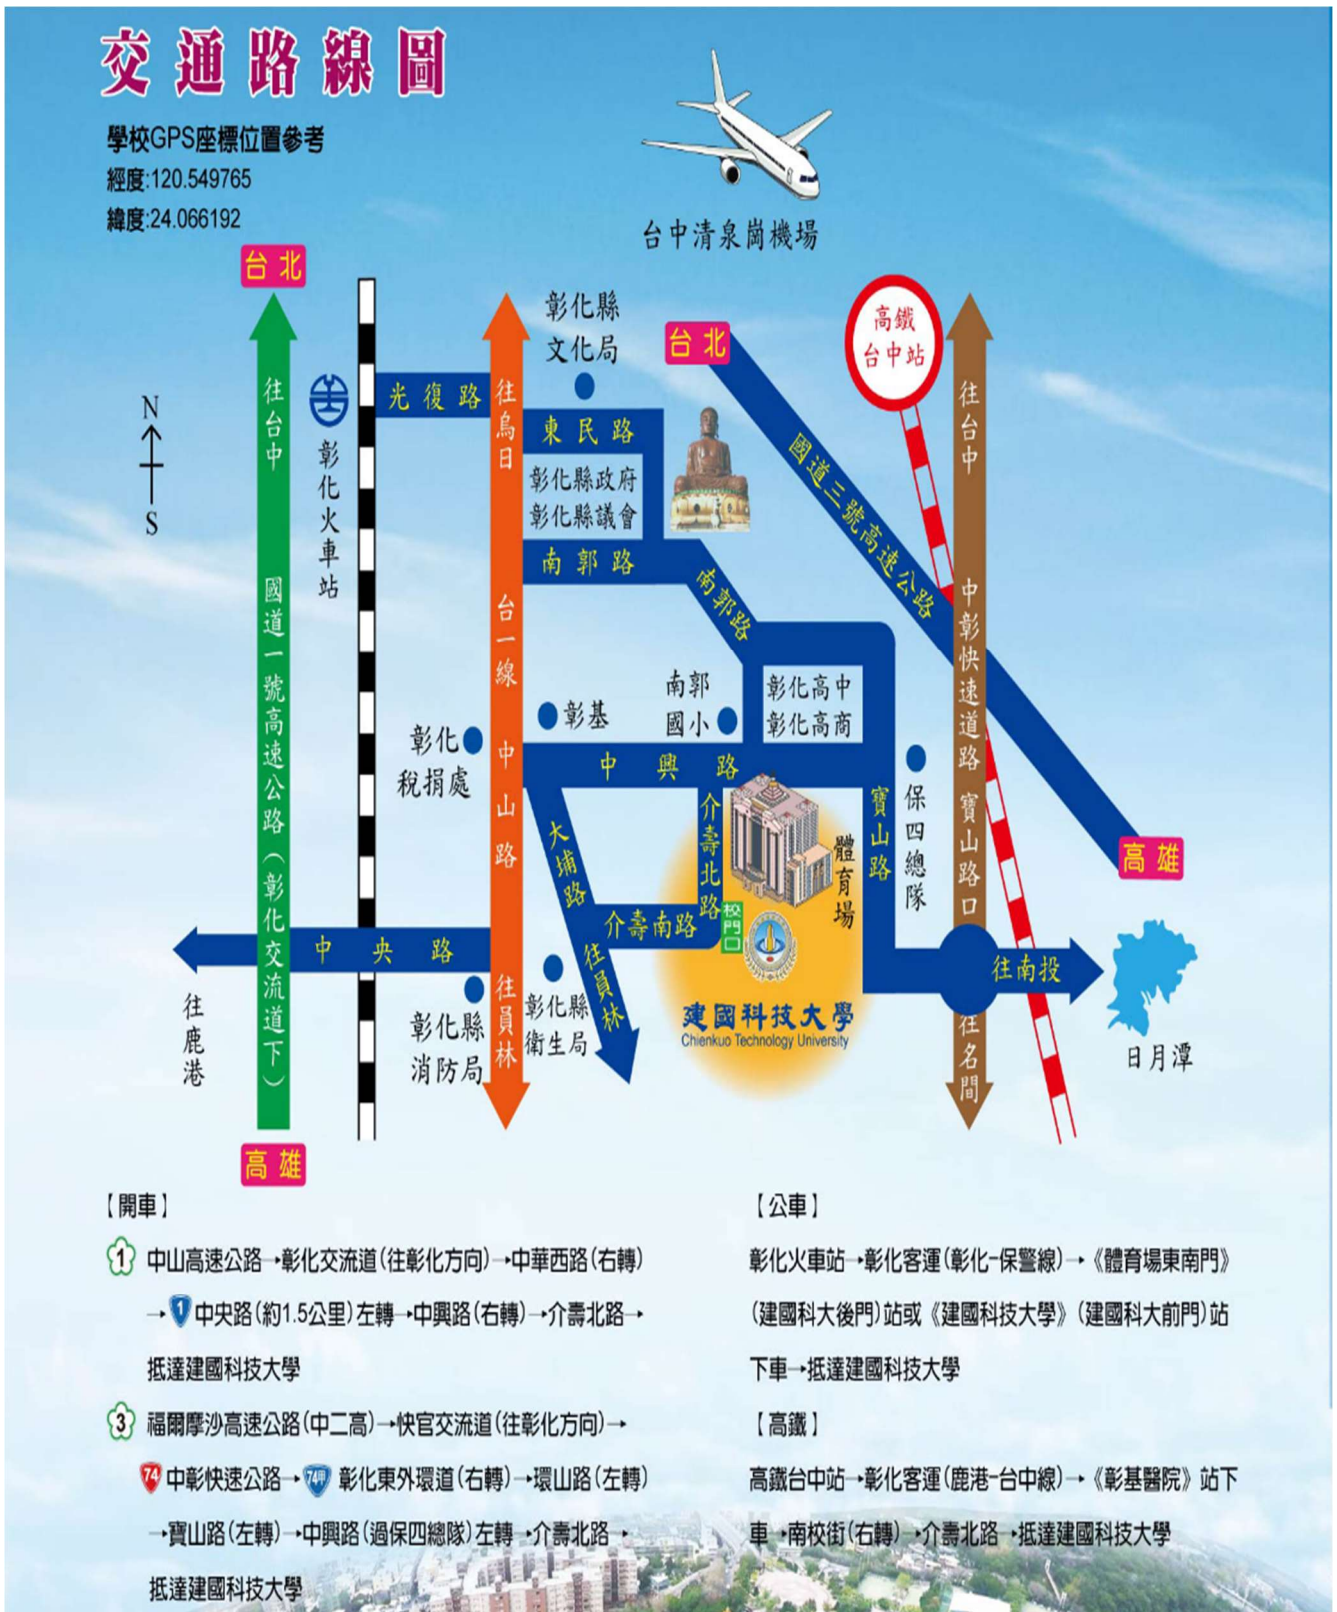 交通路線圖
學校GPS座標位置參考
經度:120.549765
緯度:24.066192
台中清泉崗機場
台北
往台中
國道一號高速公路(彰化交流道下)
高雄
N
S
彰化火車站
光復路
往烏日
台一線
中山路
往員林
彰化縣
文化局
東民路
彰化縣政府
彰化縣議會
南郭路
南郭路
台北
國道三號高速公路
高雄
高鐵
台中站
往台中
中彰快速道路
寶山路口
往名間
彰化
稅捐處
彰基
南郭
國小
彰化高中
彰化高商
中興路
大埔路
往員林
介壽北路
介壽南路
校門口
體育場
寶山路
保四總隊
往南投
日月潭
中央路
往鹿港
彰化縣
消防局
彰化縣
衛生局
建國科技大學
Chienkuo Technology University
【開車】
1 中山高速公路→彰化交流道(往彰化方向)→中華西路(右轉)
→1中央路(約1.5公里)左轉→中興路(右轉)→介壽北路→
抵達建國科技大學
3 福爾摩沙高速公路(中二高)→快官交流道(往彰化方向)→
74 中彰快速公路→74甲 彰化東外環道(右轉)→環山路(左轉)
→寶山路(左轉)→中興路(過保四總隊)左轉→介壽北路→
抵達建國科技大學
【公車】
彰化火車站→彰化客運(彰化-保警線)→《體育場東南門》
(建國科大後門)站或《建國科技大學》(建國科大前門)站
下車→抵達建國科技大學
【高鐵】
高鐵台中站→彰化客運(鹿港-台中線)→《彰基醫院》站下
車→南校街(右轉)→介壽北路→抵達建國科技大學